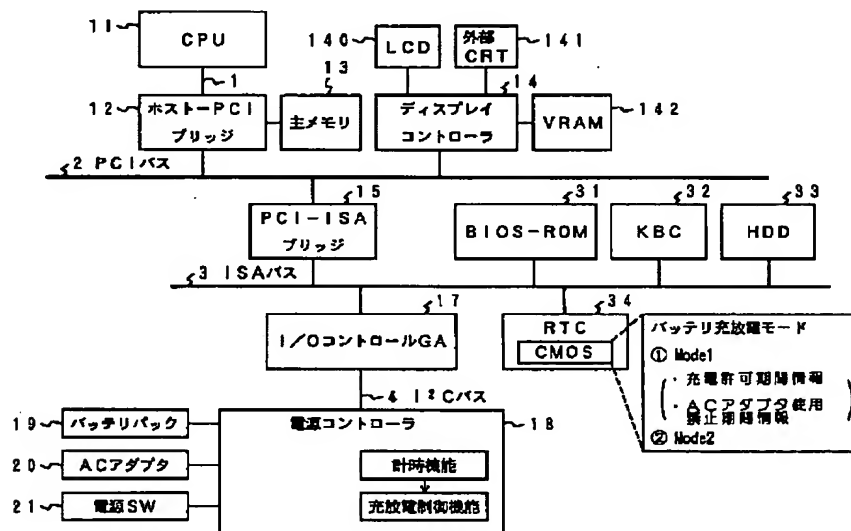 11
CPU
1
12
ホストーPCI
ブリッジ
13
主メモリ
140
LCD
外部
CRT
141
14
ディスプレイ
コントローラ
VRAM
142
2 PCIバス
15
PCI-ISA
ブリッジ
31
BIOS-ROM
32
KBC
33
HDD
3 ISAバス
17
I/OコントロールGA
34
RTC
CMOS
バッテリ充放電モード
① Mode1
・充電許可期間情報
・ACアダプタ使用
禁止期間情報
② Mode2
4 I²Cバス
19
バッテリパック
電源コントローラ
18
20
ACアダプタ
計時機能
21
電源SW
充放電制御機能